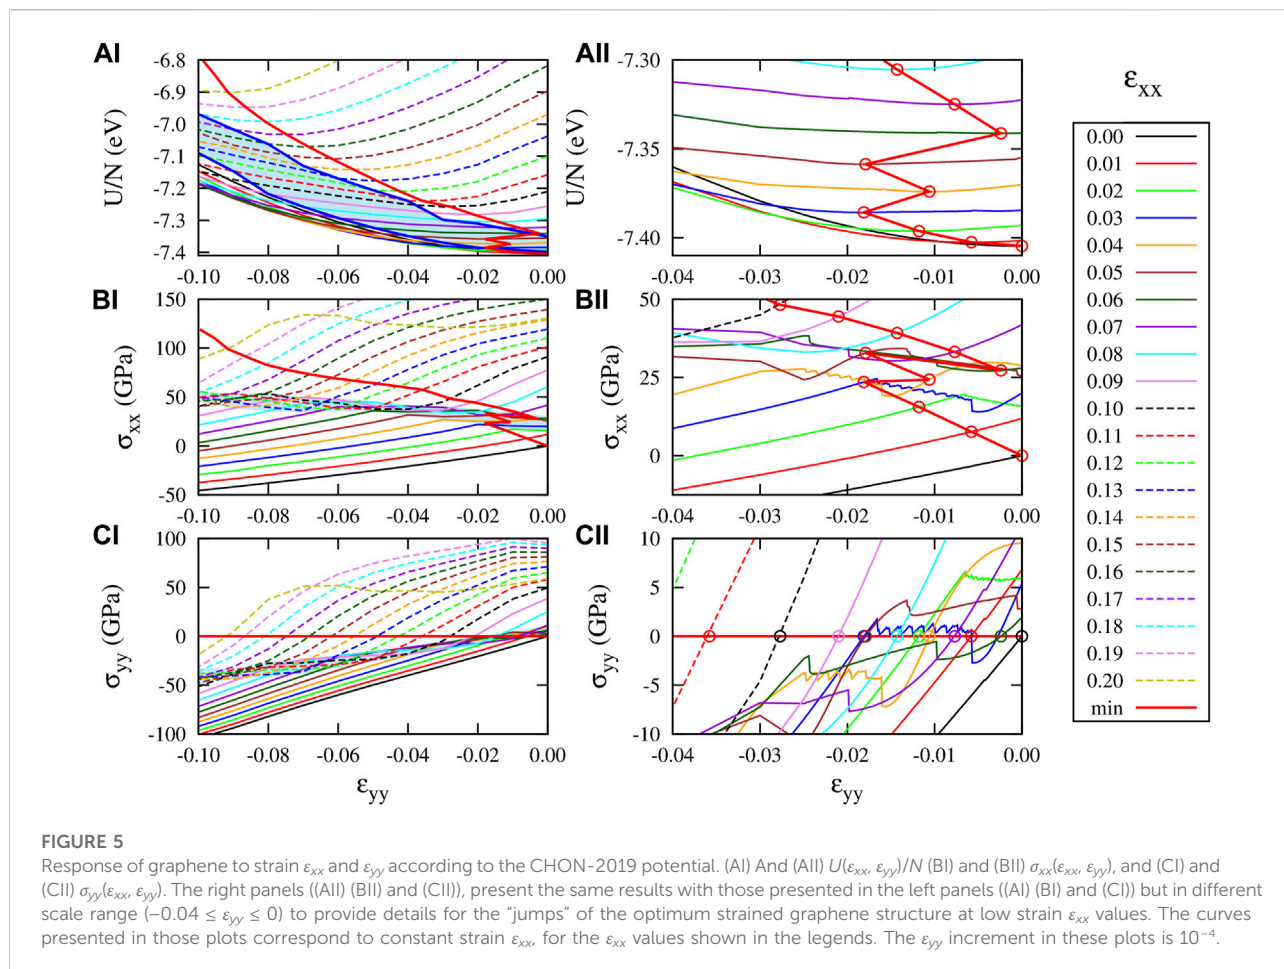 AI
AII
-6.8
-6.9
-7.0
-7.1
-7.2
-7.3
-7.4
U/N (eV)
-0.10 -0.08 -0.06 -0.04 -0.02 0.00
-7.30
-7.35
-7.40
U/N (eV)
-0.04 -0.03 -0.02 -0.01 0.00
BI
BII
150
100
50
0
-50
σxx (GPa)
-0.10 -0.08 -0.06 -0.04 -0.02 0.00
50
25
0
σxx (GPa)
-0.04 -0.03 -0.02 -0.01 0.00
CI
CII
100
50
0
-50
-100
σyy (GPa)
-0.10 -0.08 -0.06 -0.04 -0.02 0.00
εyy
10
5
0
-5
-10
σyy (GPa)
-0.04 -0.03 -0.02 -0.01 0.00
εyy
εxx
0.00
0.01
0.02
0.03
0.04
0.05
0.06
0.07
0.08
0.09
0.10
0.11
0.12
0.13
0.14
0.15
0.16
0.17
0.18
0.19
0.20
min
FIGURE 5
Response of graphene to strain εxx and εyy according to the CHON-2019 potential. (AI) And (AII) U(εxx, εyy)/N (BI) and (BII) σxx(εxx, εyy), and (CI) and
(CII) σyy(εxx, εyy). The right panels ((AII) (BII) and (CII)), present the same results with those presented in the left panels ((AI) (BI) and (CI)) but in different
scale range (−0.04 ≤ εyy ≤ 0) to provide details for the “jumps” of the optimum strained graphene structure at low strain εxx values. The curves
presented in those plots correspond to constant strain εxx, for the εxx values shown in the legends. The εyy increment in these plots is 10⁻⁴.